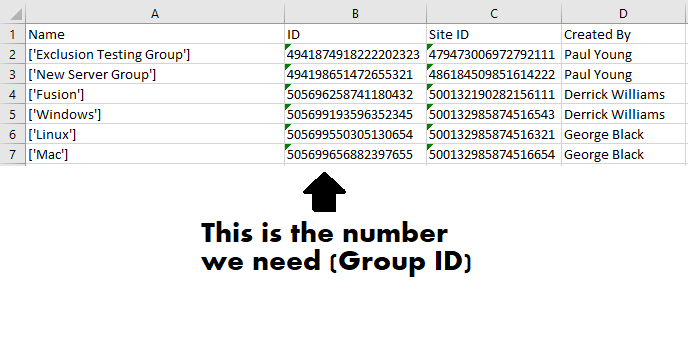 A B C D
1 Name ID Site ID Created By
2 ['Exclusion Testing Group'] 4941874918222202323 479473006972792111 Paul Young
3 ['New Server Group'] 494198651472655321 486184509851614222 Paul Young
4 ['Fusion'] 505696258741180432 500132190282156111 Derrick Williams
5 ['Windows'] 505699193596352345 500132985874516543 Derrick Williams
6 ['Linux'] 505699550305130654 500132985874516321 George Black
7 ['Mac'] 505699656882397655 500132985874516654 George Black
This is the number
we need (Group ID)